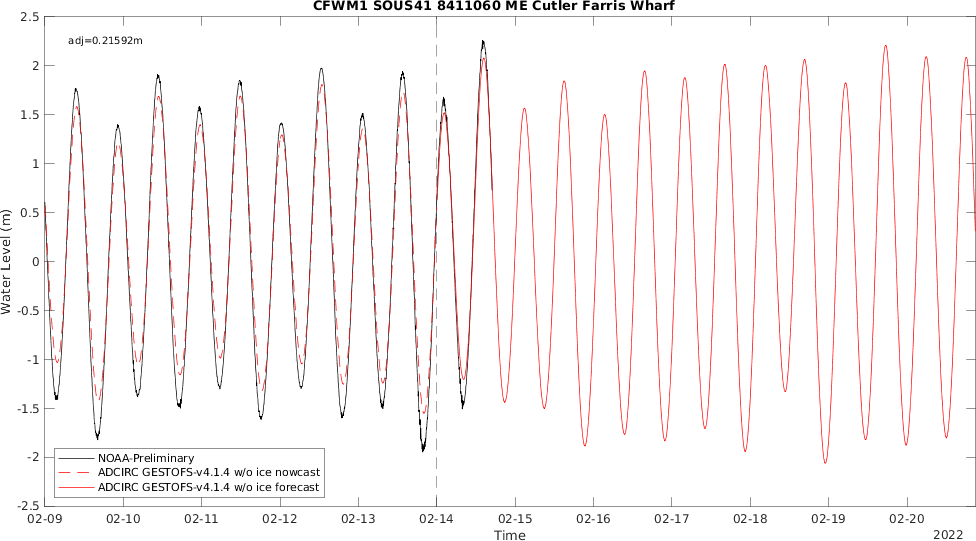 CFWM1 SOUS41 8411060 ME Cutler Farris Wharf
adj=0.21592m
2.5
2
1.5
1
0.5
0
-0.5
-1
-1.5
-2
-2.5
Water Level (m)
NOAA-Preliminary
ADCIRC GESTOFS-v4.1.4 w/o ice nowcast
ADCIRC GESTOFS-v4.1.4 w/o ice forecast
02-09 02-10 02-11 02-12 02-13 02-14 02-15 02-16 02-17 02-18 02-19 02-20
Time
2022